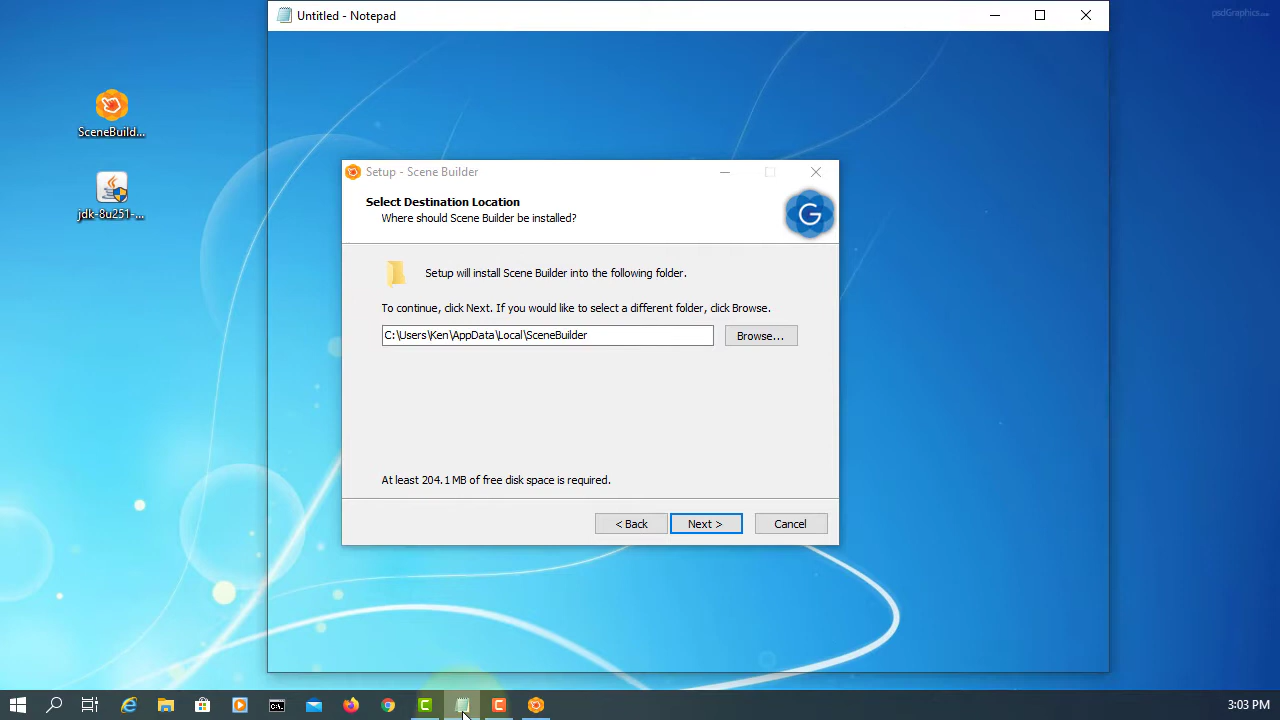 Untitled - Notepad
psdGraphics.com
SceneBuild...
jdk-8u251-...
Setup - Scene Builder
Select Destination Location
Where should Scene Builder be installed?
G
Setup will install Scene Builder into the following folder.
To continue, click Next. If you would like to select a different folder, click Browse.
C:\Users\Ken\AppData\Local\SceneBuilder
Browse...
At least 204.1 MB of free disk space is required.
< Back
Next >
Cancel
3:03 PM